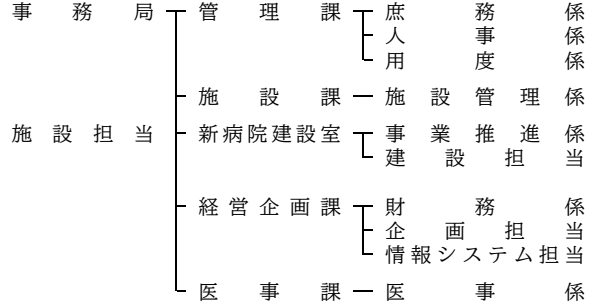 事務局 管理課 庶務係
人事係
用度係
施設課 施設管理係
施設担当 新病院建設室 事業推進係
建設担当
経営企画課 財務係
企画担当
情報システム担当
医事課 医事係